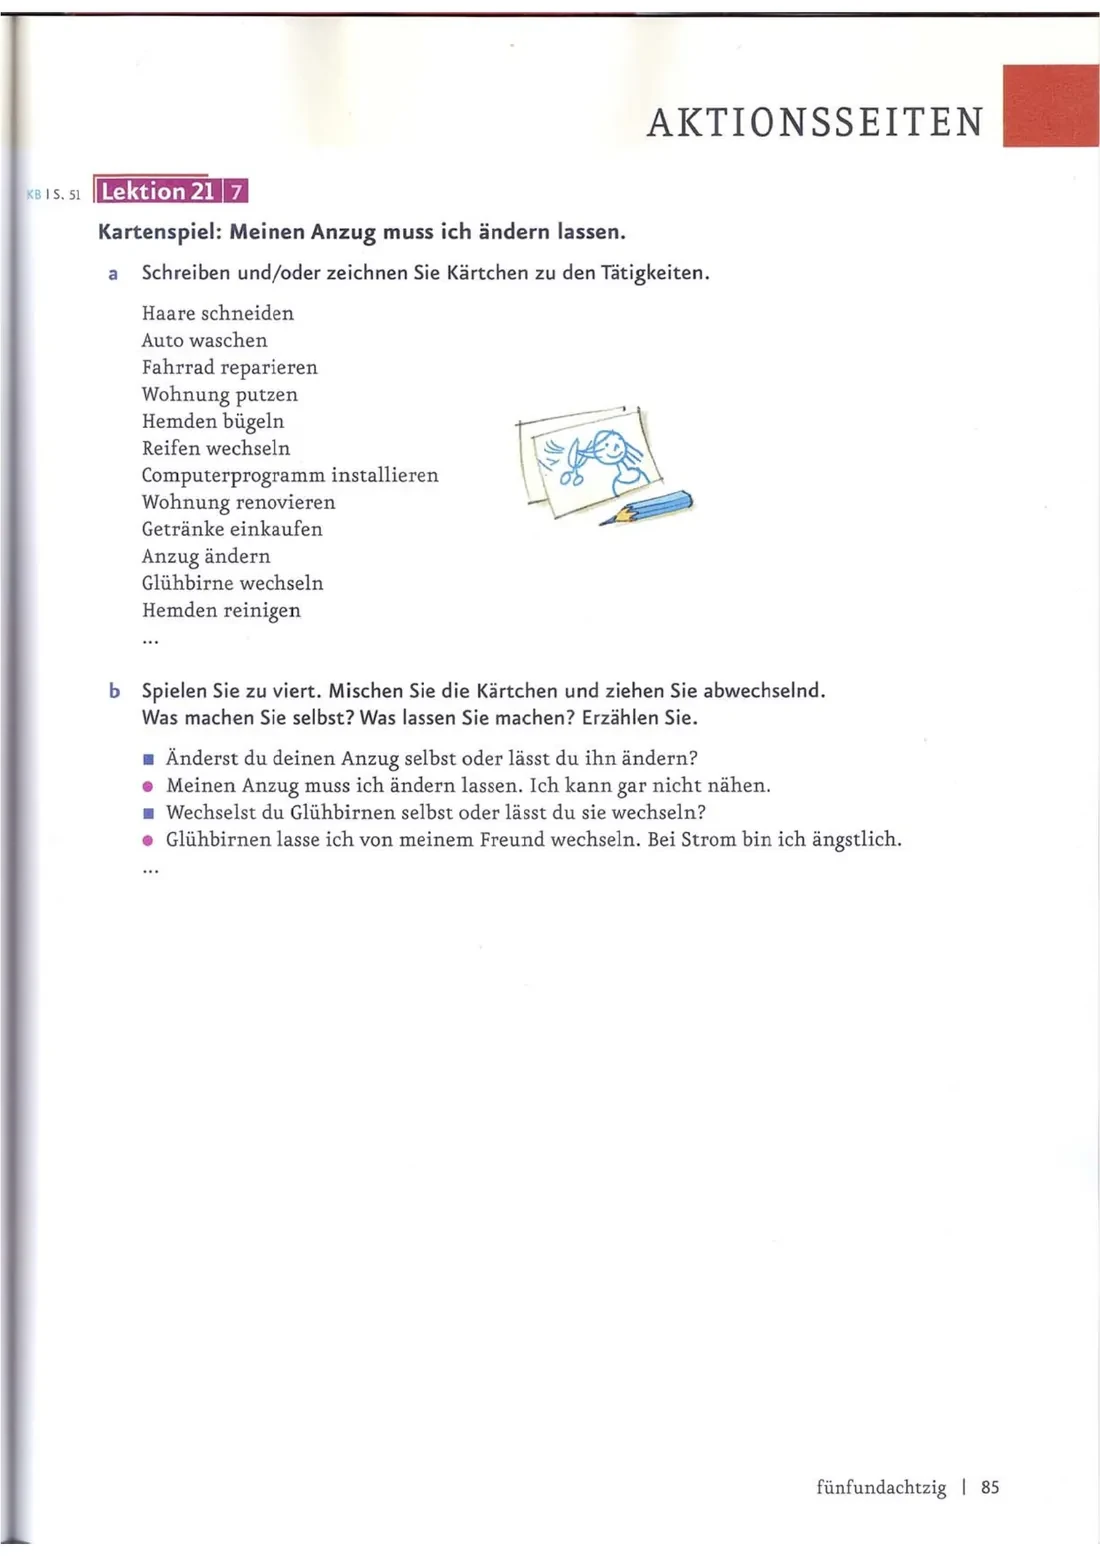 AKTIONSSEITEN
KB | S. 51 Lektion 21 | 7
Kartenspiel: Meinen Anzug muss ich ändern lassen.
a Schreiben und/oder zeichnen Sie Kärtchen zu den Tätigkeiten.
Haare schneiden
Auto waschen
Fahrrad reparieren
Wohnung putzen
Hemden bügeln
Reifen wechseln
Computerprogramm installieren
Wohnung renovieren
Getränke einkaufen
Anzug ändern
Glühbirne wechseln
Hemden reinigen
...
b Spielen Sie zu viert. Mischen Sie die Kärtchen und ziehen Sie abwechselnd.
Was machen Sie selbst? Was lassen Sie machen? Erzählen Sie.
■ Änderst du deinen Anzug selbst oder lässt du ihn ändern?
● Meinen Anzug muss ich ändern lassen. Ich kann gar nicht nähen.
■ Wechselst du Glühbirnen selbst oder lässt du sie wechseln?
● Glühbirnen lasse ich von meinem Freund wechseln. Bei Strom bin ich ängstlich.
...
fünfundachtzig | 85